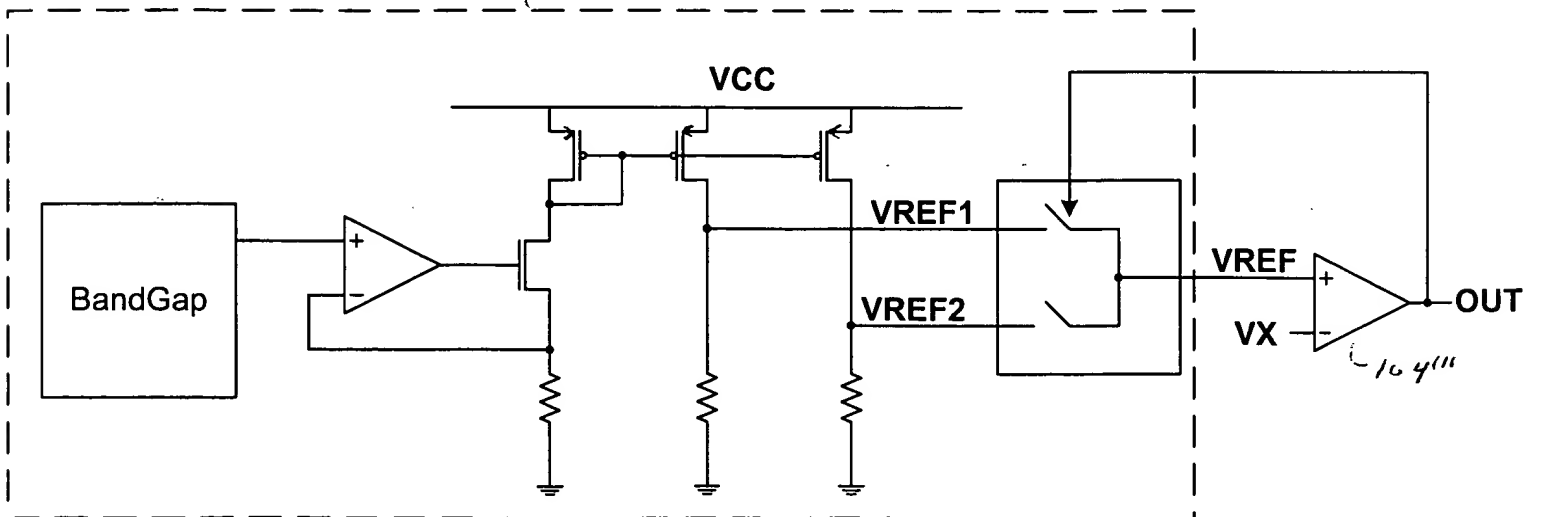 VCC
BandGap
+
−
VREF1
VREF2
VREF
+
VX
−
OUT